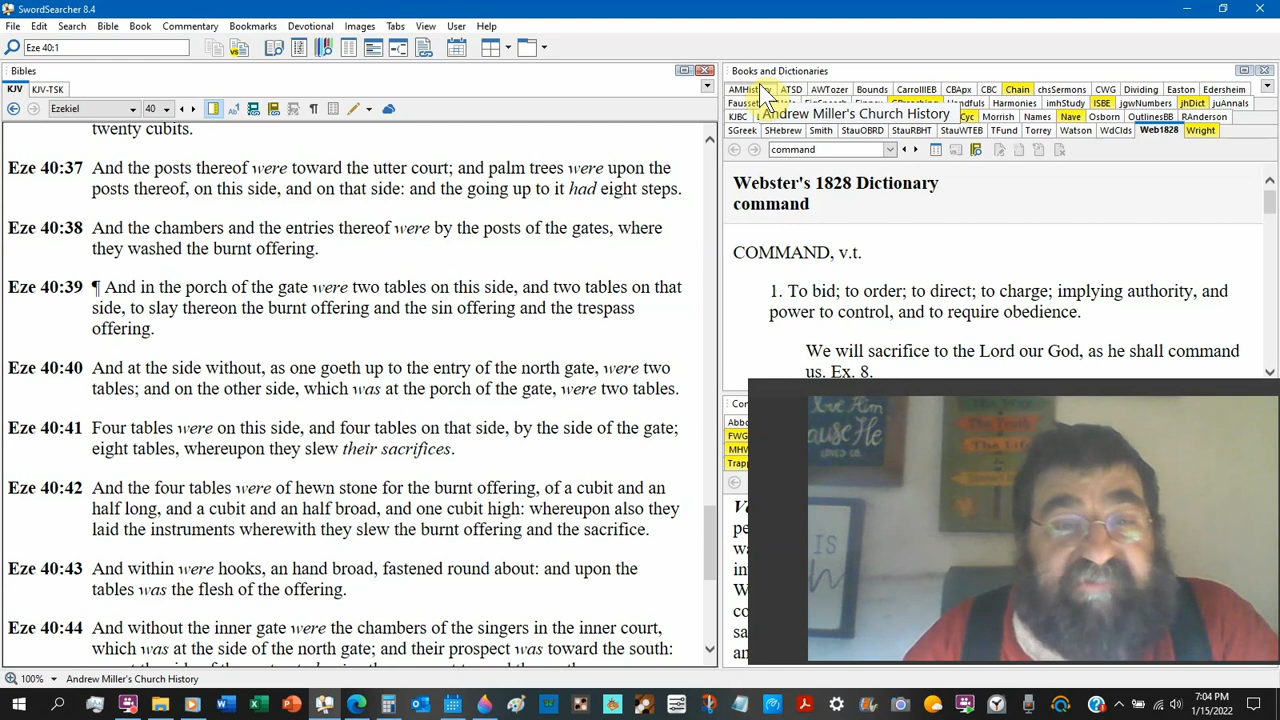 SwordSearcher 8.4
File Edit Search Bible Book Commentary Bookmarks Devotional Images Tabs View User Help
Eze 40:1
Bibles
KJV KJV-TSK
Ezekiel 40
twenty cubits.
Eze 40:37 And the posts thereof were toward the utter court; and palm trees were upon the
posts thereof, on this side, and on that side: and the going up to it had eight steps.
Eze 40:38 And the chambers and the entries thereof were by the posts of the gates, where
they washed the burnt offering.
Eze 40:39 ¶ And in the porch of the gate were two tables on this side, and two tables on that
side, to slay thereon the burnt offering and the sin offering and the trespass
offering.
Eze 40:40 And at the side without, as one goeth up to the entry of the north gate, were two
tables; and on the other side, which was at the porch of the gate, were two tables.
Eze 40:41 Four tables were on this side, and four tables on that side, by the side of the gate;
eight tables, whereupon they slew their sacrifices.
Eze 40:42 And the four tables were of hewn stone for the burnt offering, of a cubit and an
half long, and a cubit and an half broad, and one cubit high: whereupon also they
laid the instruments wherewith they slew the burnt offering and the sacrifice.
Eze 40:43 And within were hooks, an hand broad, fastened round about: and upon the
tables was the flesh of the offering.
Eze 40:44 And without the inner gate were the chambers of the singers in the inner court,
which was at the side of the north gate; and their prospect was toward the south:
Books and Dictionaries
ATSD AWTozer Bounds CarrollIEB CBApx CBC Chain chsSermons CWG Dividing Easton Edersheim
Harmonies imhStudy ISBE jgwNumbers jhDict juAnnals
KJBC Andrew Miller's Church History Cyc Morrish Nave Osborn OutlinesBB RAnderson
SGreek SHebrew Smith StauOBRD StauRBHT StauWTEB TFund Torrey Watson WdClds Web1828 Wright
command
Webster's 1828 Dictionary
command
COMMAND, v.t.
1. To bid; to order; to direct; to charge; implying authority, and
power to control, and to require obedience.
We will sacrifice to the Lord our God, as he shall command
us. Ex. 8.
The Truth
The Life
LOVED
IS
100% Andrew Miller's Church History
7:04 PM
1/15/2022